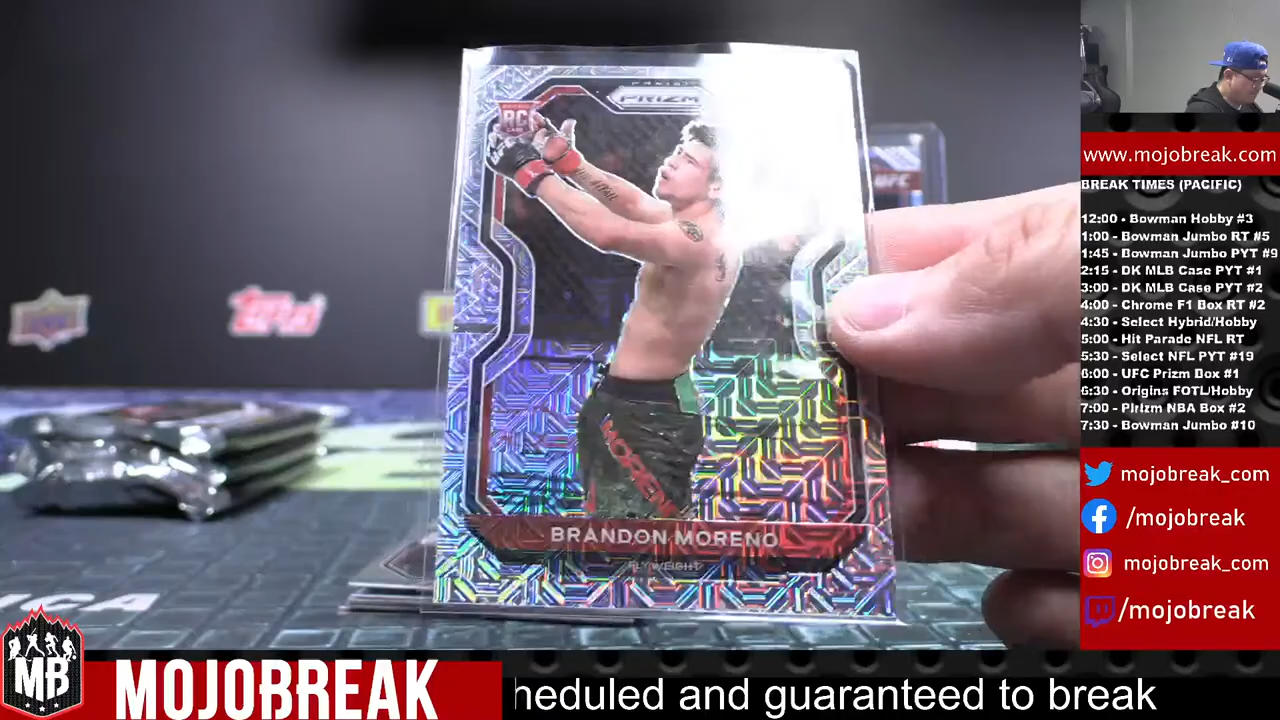 PANINI
PRIZM
RC
UFC
BRANDON MORENO
FLYWEIGHT
MORENO
topps
www.mojobreak.com
BREAK TIMES (PACIFIC)
12:00 - Bowman Hobby #3
1:00 - Bowman Jumbo RT #5
1:45 - Bowman Jumbo PYT #9
2:15 - DK MLB Case PYT #1
3:00 - DK MLB Case PYT #2
4:00 - Chrome F1 Box RT #2
4:30 - Select Hybrid/Hobby
5:00 - Hit Parade NFL RT
5:30 - Select NFL PYT #19
6:00 - UFC Prizm Box #1
6:30 - Origins FOTL/Hobby
7:00 - Plrizm NBA Box #2
7:30 - Bowman Jumbo #10
mojobreak_com
/mojobreak
mojobreak_com
/mojobreak
MB
MOJOBREAK
heduled and guaranteed to break